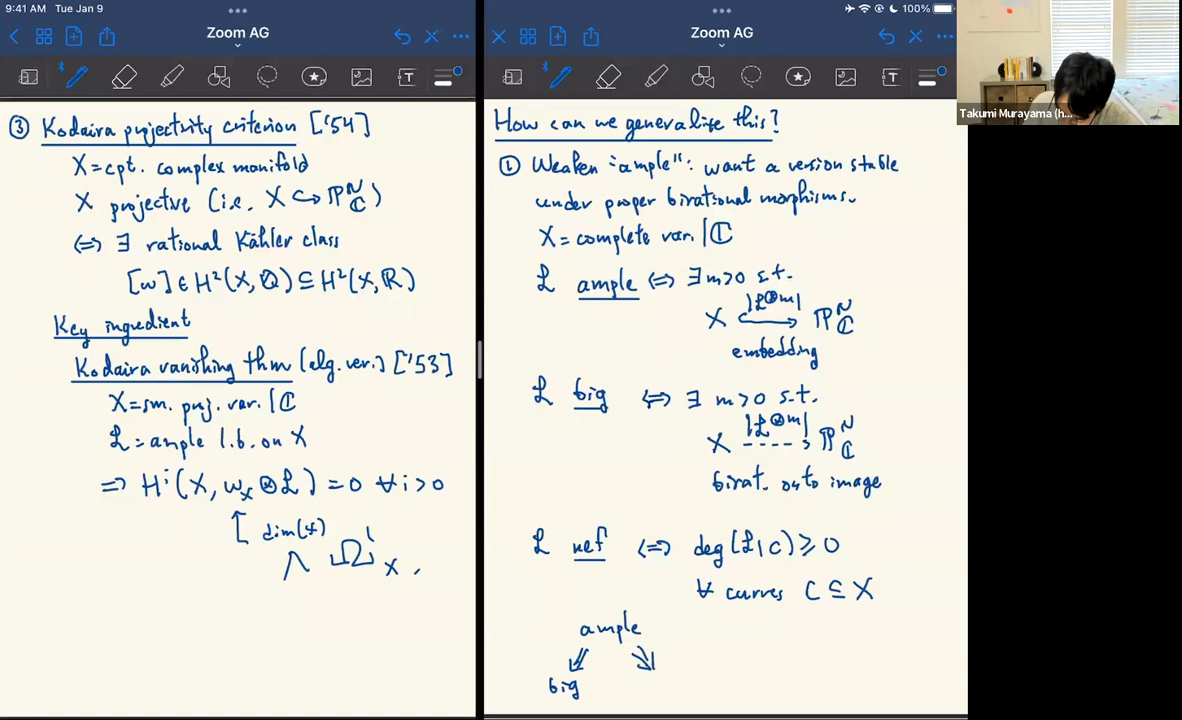 9:41 AM Tue Jan 9
Zoom AG
③ Kodaira projectivity criterion ['54]
X = cpt. complex manifold
X projective (i.e. X ↪ ℙ^N_ℂ)
⟺ ∃ rational Kähler class
[ω] ∈ H²(X, ℚ) ⊆ H²(X, ℝ)
Key ingredient
Kodaira vanishing thm (alg. ver.) ['53]
X = sm. proj. var. / ℂ
ℒ = ample l.b. on X
⟹ Hⁱ(X, ω_X ⊗ ℒ) = 0 ∀ i > 0
dim(X)
⋀ Ω¹_X .
100%
Zoom AG
How can we generalize this?
① Weaken "ample": want a version stable
under proper birational morphisms.
X = complete var. / ℂ
ℒ ample ⟺ ∃ m > 0 s.t.
|ℒ^⊗m|
X ↪ ℙ^N_ℂ
embedding
ℒ big ⟺ ∃ m > 0 s.t.
|ℒ^⊗m|
X ⇢ ℙ^N_ℂ
birat. onto image
ℒ nef ⟺ deg(ℒ|_C) ⩾ 0
∀ curves C ⊆ X
ample
⇙ ⇘
big
Takumi Murayama (h...